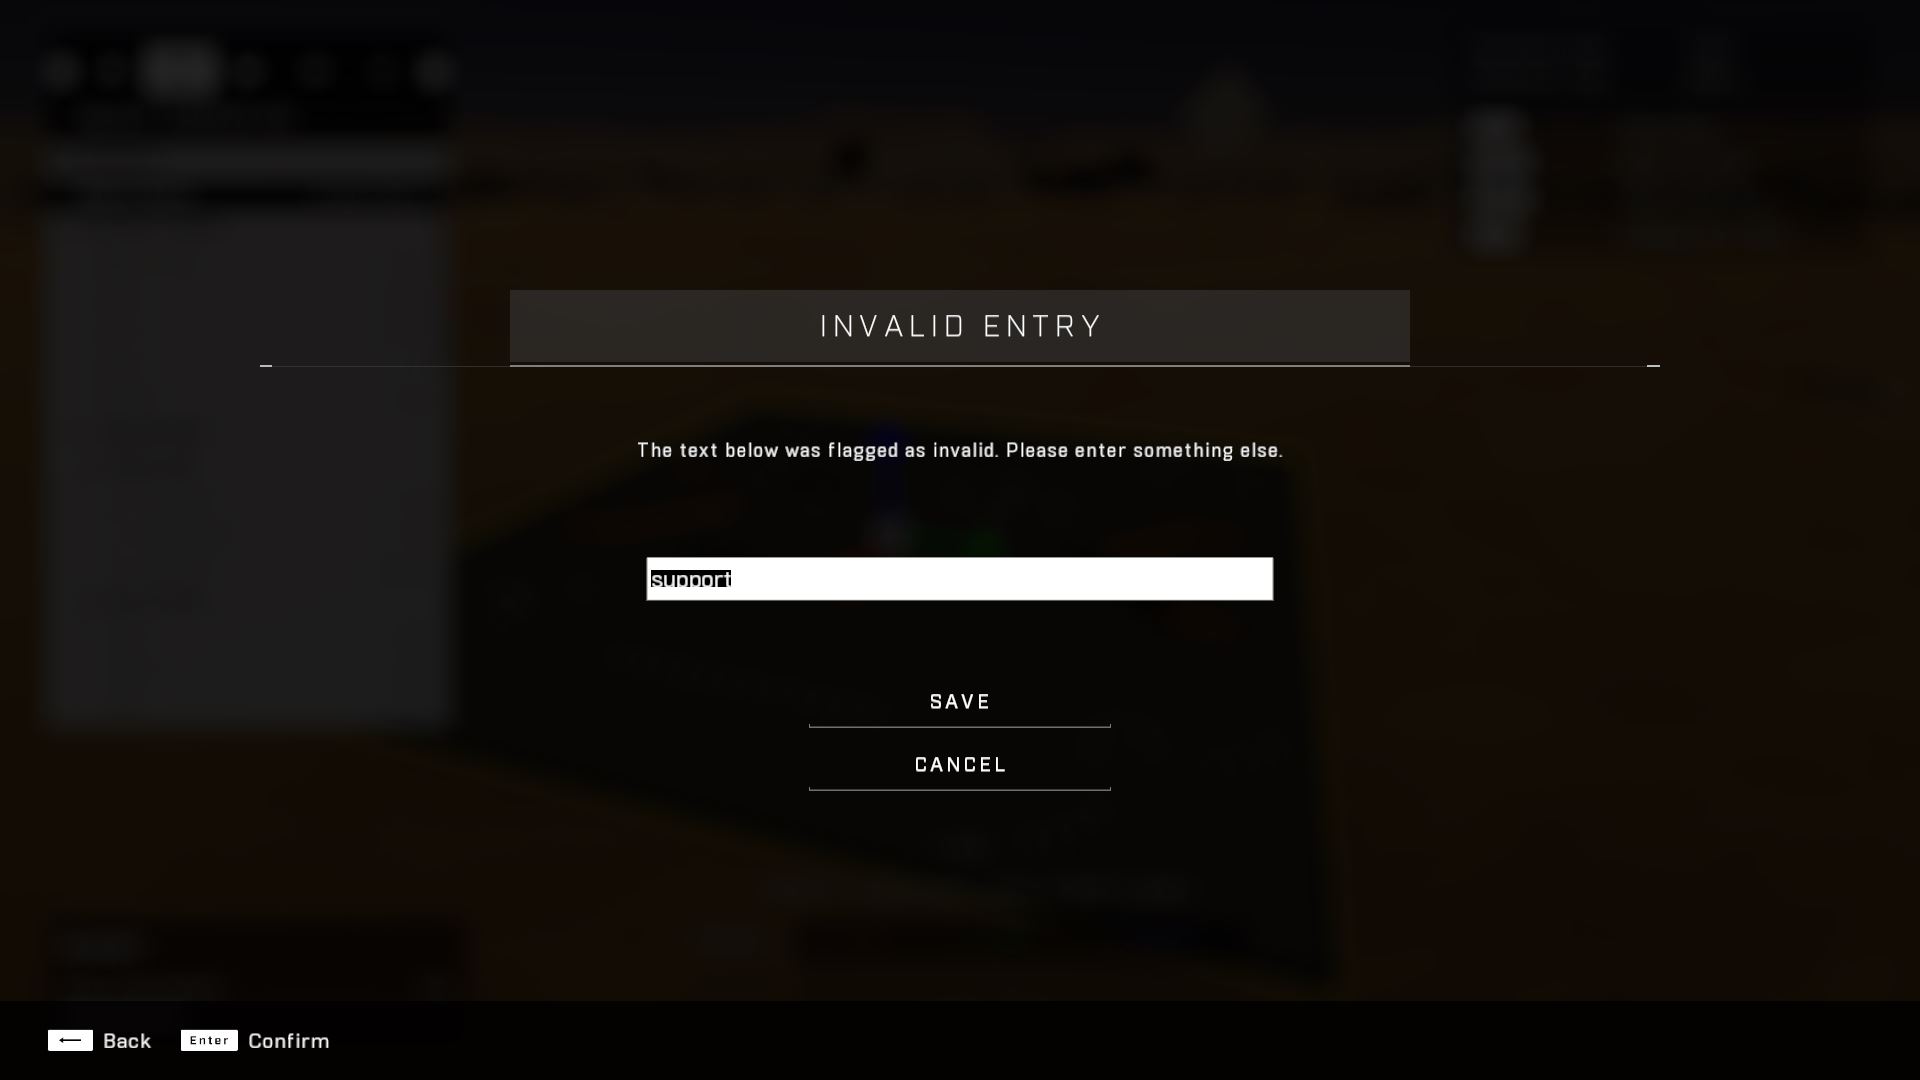 INVALID ENTRY
The text below was flagged as invalid. Please enter something else.
support
SAVE
CANCEL
Back
Enter Confirm